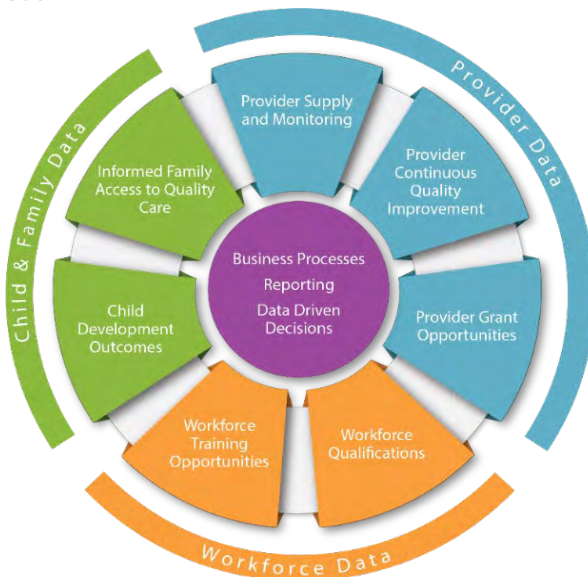 Provider Data
Provider Supply
and Monitoring
Provider
Continuous
Quality
Improvement
Provider Grant
Opportunities
Workforce
Qualifications
Workforce
Training
Opportunities
Workforce Data
Child
Development
Outcomes
Informed Family
Access to Quality
Care
Child & Family Data
Business Processes
Reporting
Data Driven
Decisions